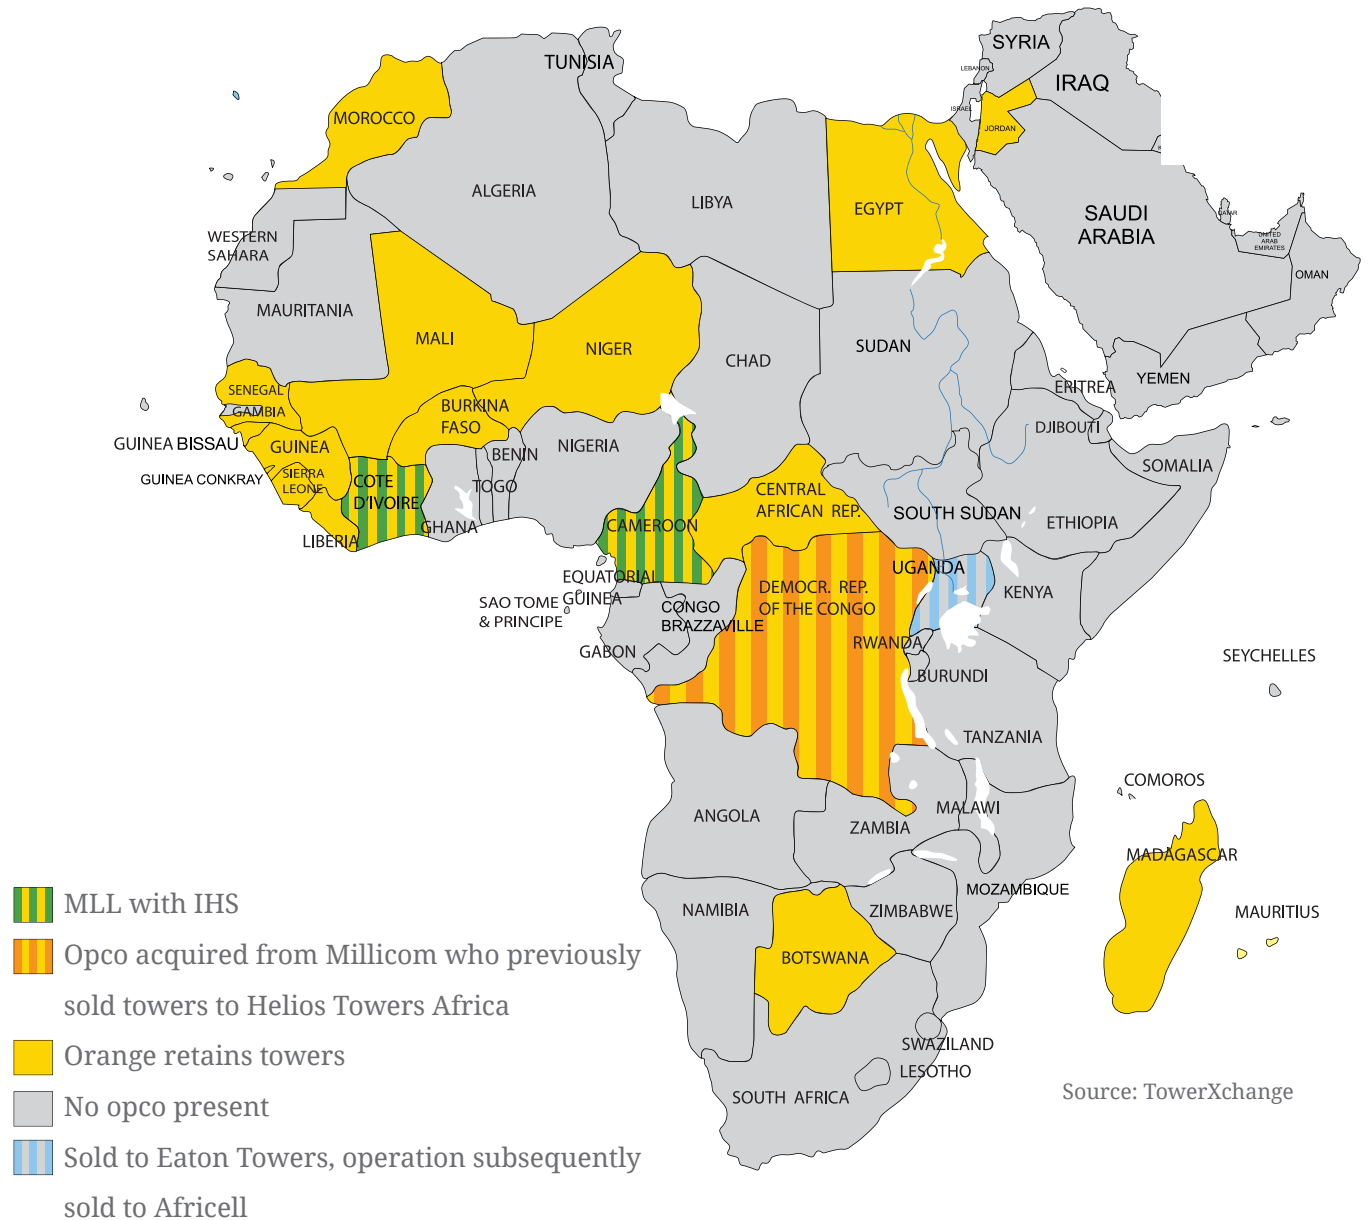 TUNISIA
SYRIA
LEBANON
IRAQ
ISRAEL
JORDAN
MOROCCO
ALGERIA
LIBYA
EGYPT
SAUDI
ARABIA
QATAR
UNITED
ARAB
EMIRATES
OMAN
WESTERN
SAHARA
MAURITANIA
MALI
NIGER
CHAD
SUDAN
ERITREA
YEMEN
SENEGAL
GAMBIA
BURKINA
FASO
DJIBOUTI
GUINEA BISSAU
GUINEA
NIGERIA
BENIN
SOMALIA
GUINEA CONKRAY
SIERRA
LEONE
COTE
D'IVOIRE
TOGO
CENTRAL
AFRICAN REP.
SOUTH SUDAN
ETHIOPIA
LIBERIA
GHANA
CAMEROON
EQUATORIAL
GUINEA
UGANDA
KENYA
DEMOCR. REP.
OF THE CONGO
SAO TOME
& PRINCIPE
CONGO
BRAZZAVILLE
GABON
RWANDA
BURUNDI
SEYCHELLES
TANZANIA
COMOROS
ANGOLA
MALAWI
ZAMBIA
MADAGASCAR
MOZAMBIQUE
NAMIBIA
ZIMBABWE
MAURITIUS
BOTSWANA
SWAZILAND
LESOTHO
SOUTH AFRICA
MLL with IHS
Opco acquired from Millicom who previously
sold towers to Helios Towers Africa
Orange retains towers
No opco present
Sold to Eaton Towers, operation subsequently
sold to Africell
Source: TowerXchange